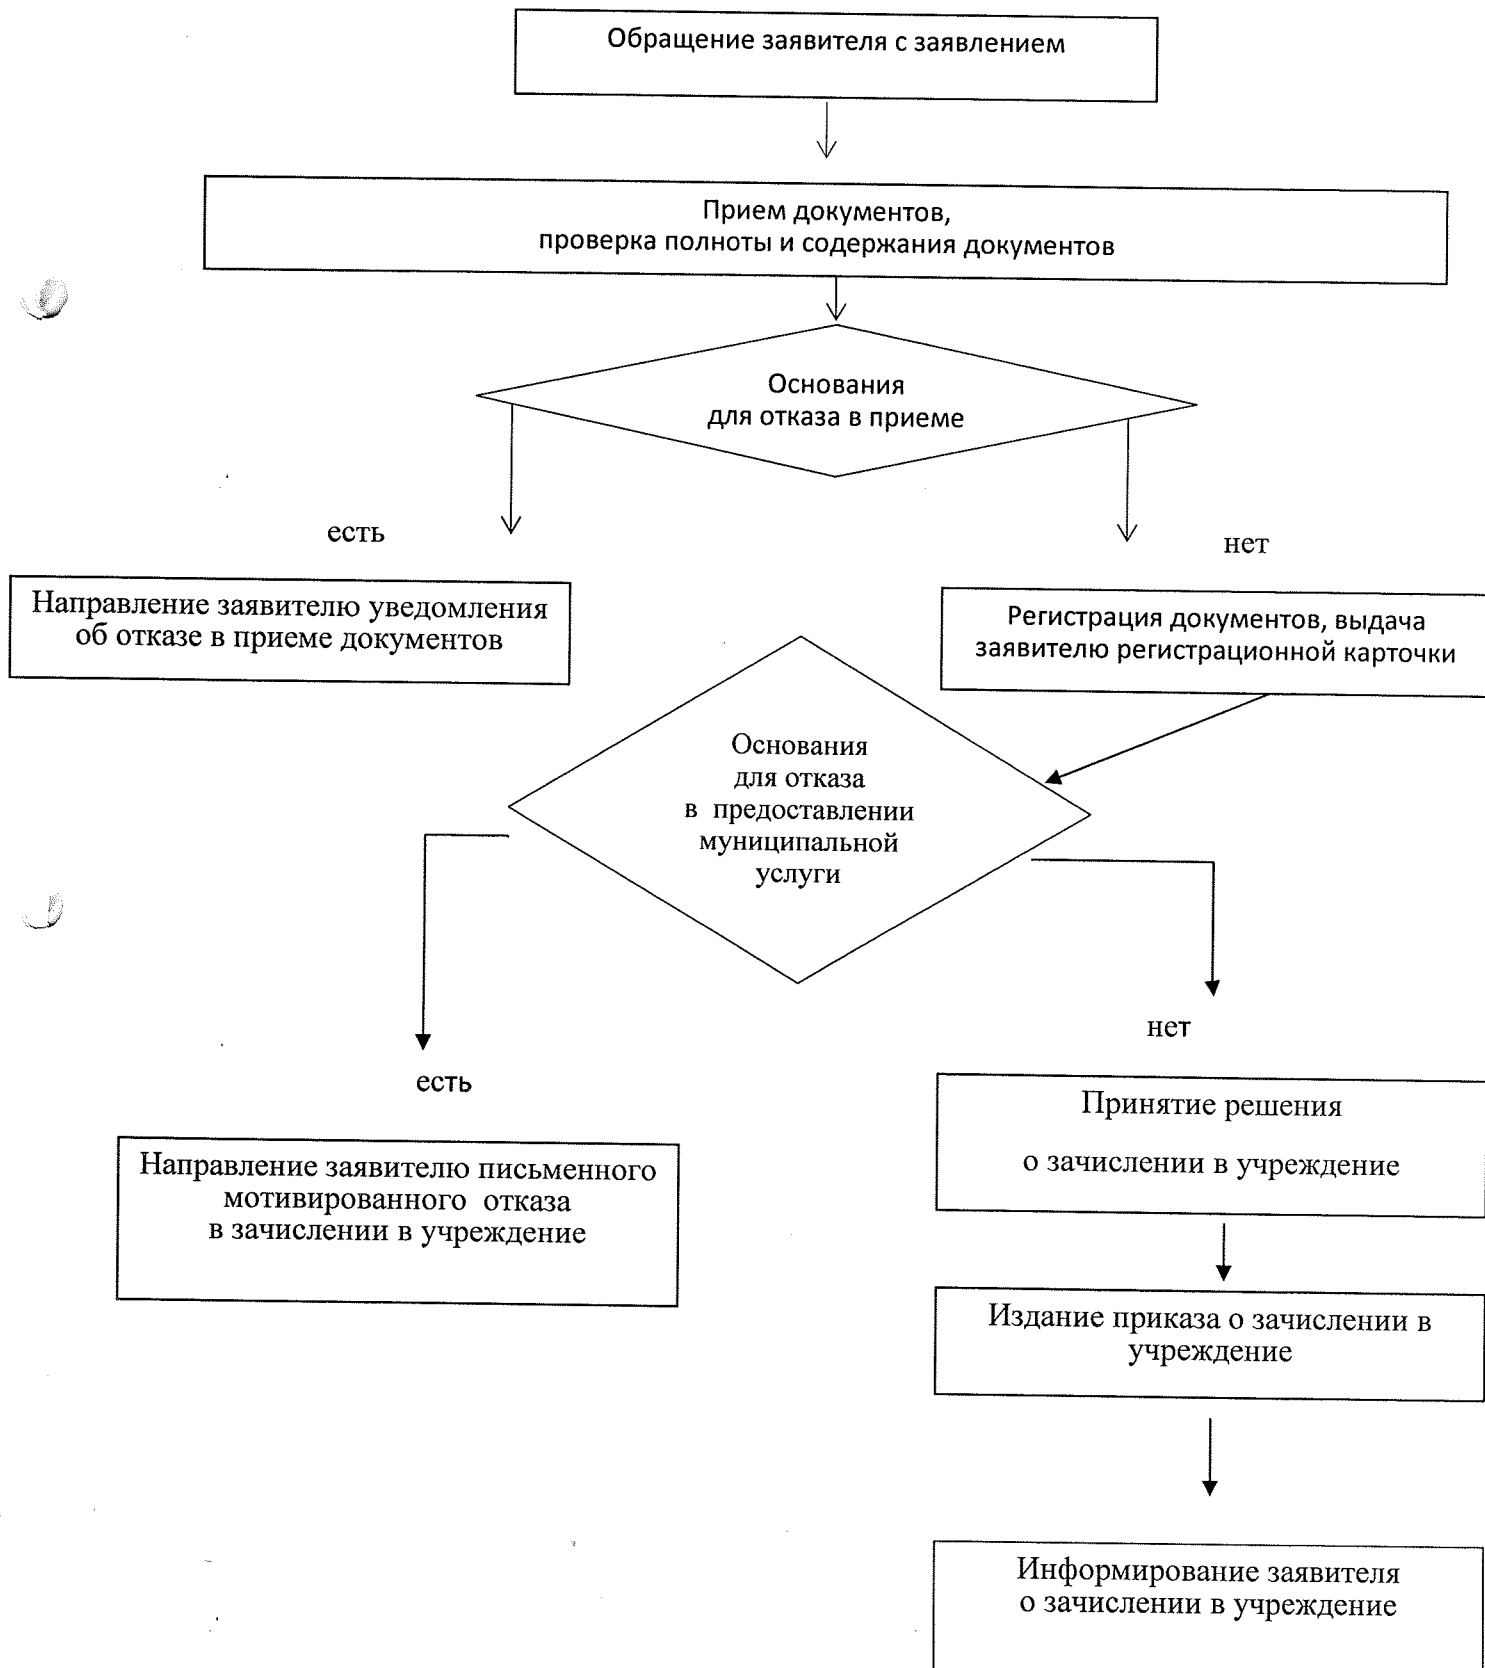 Обращение заявителя с заявлением
Прием документов,
проверка полноты и содержания документов
Основания
для отказа в приеме
есть
нет
Направление заявителю уведомления
об отказе в приеме документов
Регистрация документов, выдача
заявителю регистрационной карточки
Основания
для отказа
в предоставлении
муниципальной
услуги
нет
есть
Принятие решения
о зачислении в учреждение
Направление заявителю письменного
мотивированного отказа
в зачислении в учреждение
Издание приказа о зачислении в
учреждение
Информирование заявителя
о зачислении в учреждение